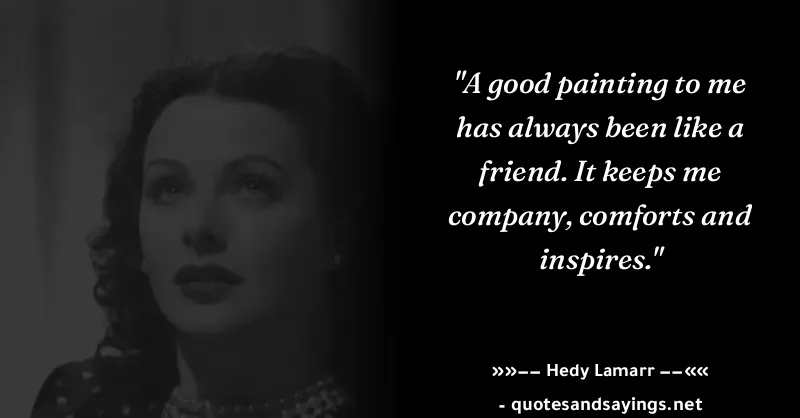 "A good painting to me
has always been like a
friend. It keeps me
company, comforts and
inspires."
»»–– Hedy Lamarr ––««
- quotesandsayings.net